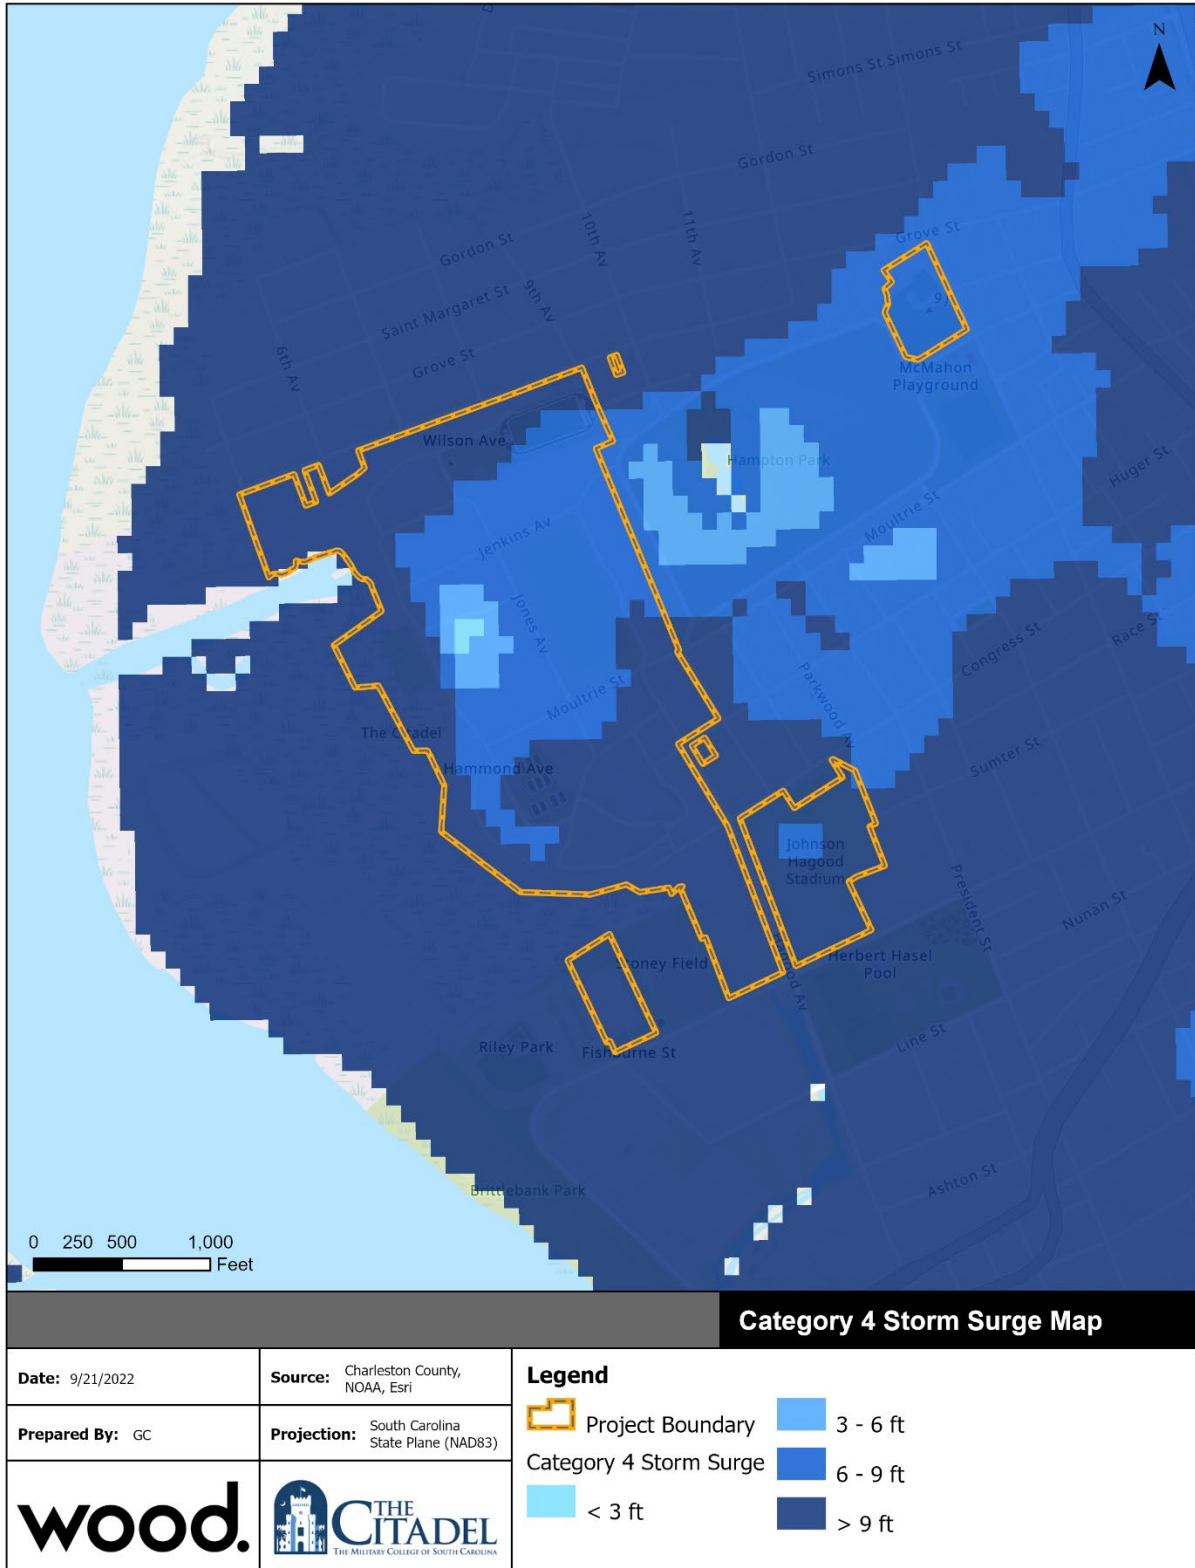 N
Simons St Simons St
Gordon St
11th Av
10th Av
Gordon St
Grove St
9th Av
Saint Margaret St
Grove St
6th Av
McMahon
Playground
Wilson Ave
Hampton Park
Huger St
Moultrie St
Jenkins Av
Jones Av
Race St
Congress St
Parkwood Av
Moultrie St
The Citadel
Sumter St
Hammond Ave
Johnson
Hagood
Stadium
President St
Nunan St
Stoney Field
Herbert Hasel
Pool
Line St
Riley Park
Fishburne St
Ashton St
Brittlebank Park
0 250 500 1,000
Feet
Category 4 Storm Surge Map
Date: 9/21/2022
Source: Charleston County,
NOAA, Esri
Prepared By: GC
Projection: South Carolina
State Plane (NAD83)
wood.
THE
CITADEL
THE MILITARY COLLEGE OF SOUTH CAROLINA
Legend
Project Boundary
Category 4 Storm Surge
< 3 ft
3 - 6 ft
6 - 9 ft
> 9 ft